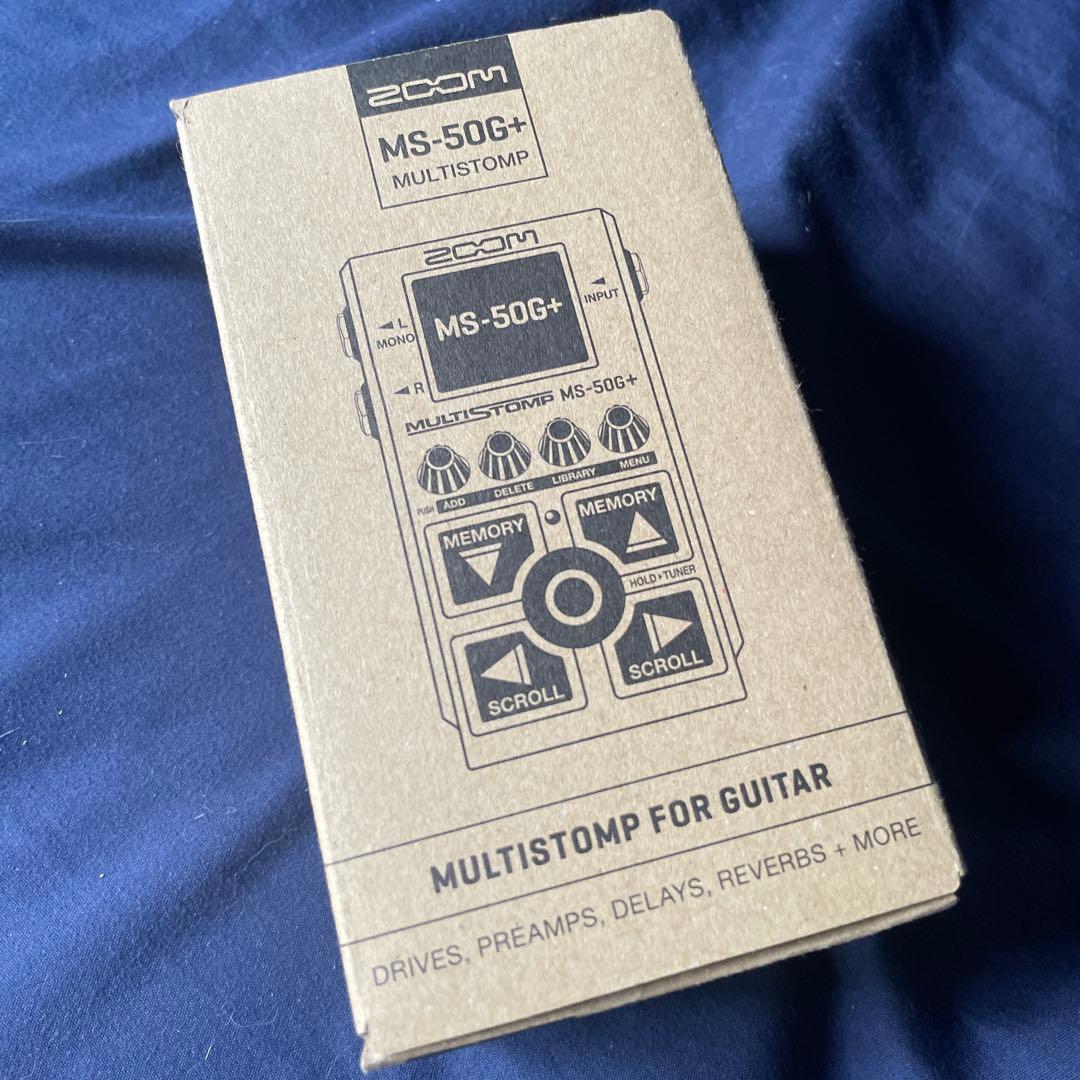 ZOOM
MS-50G+
MULTISTOMP
ZOOM
MS-50G+
L
MONO
INPUT
R
MULTISTOMP MS-50G+
PUSH ADD DELETE LIBRARY MENU
MEMORY MEMORY
HOLD▸TUNER
SCROLL SCROLL
MULTISTOMP FOR GUITAR
DRIVES, PREAMPS, DELAYS, REVERBS + MORE